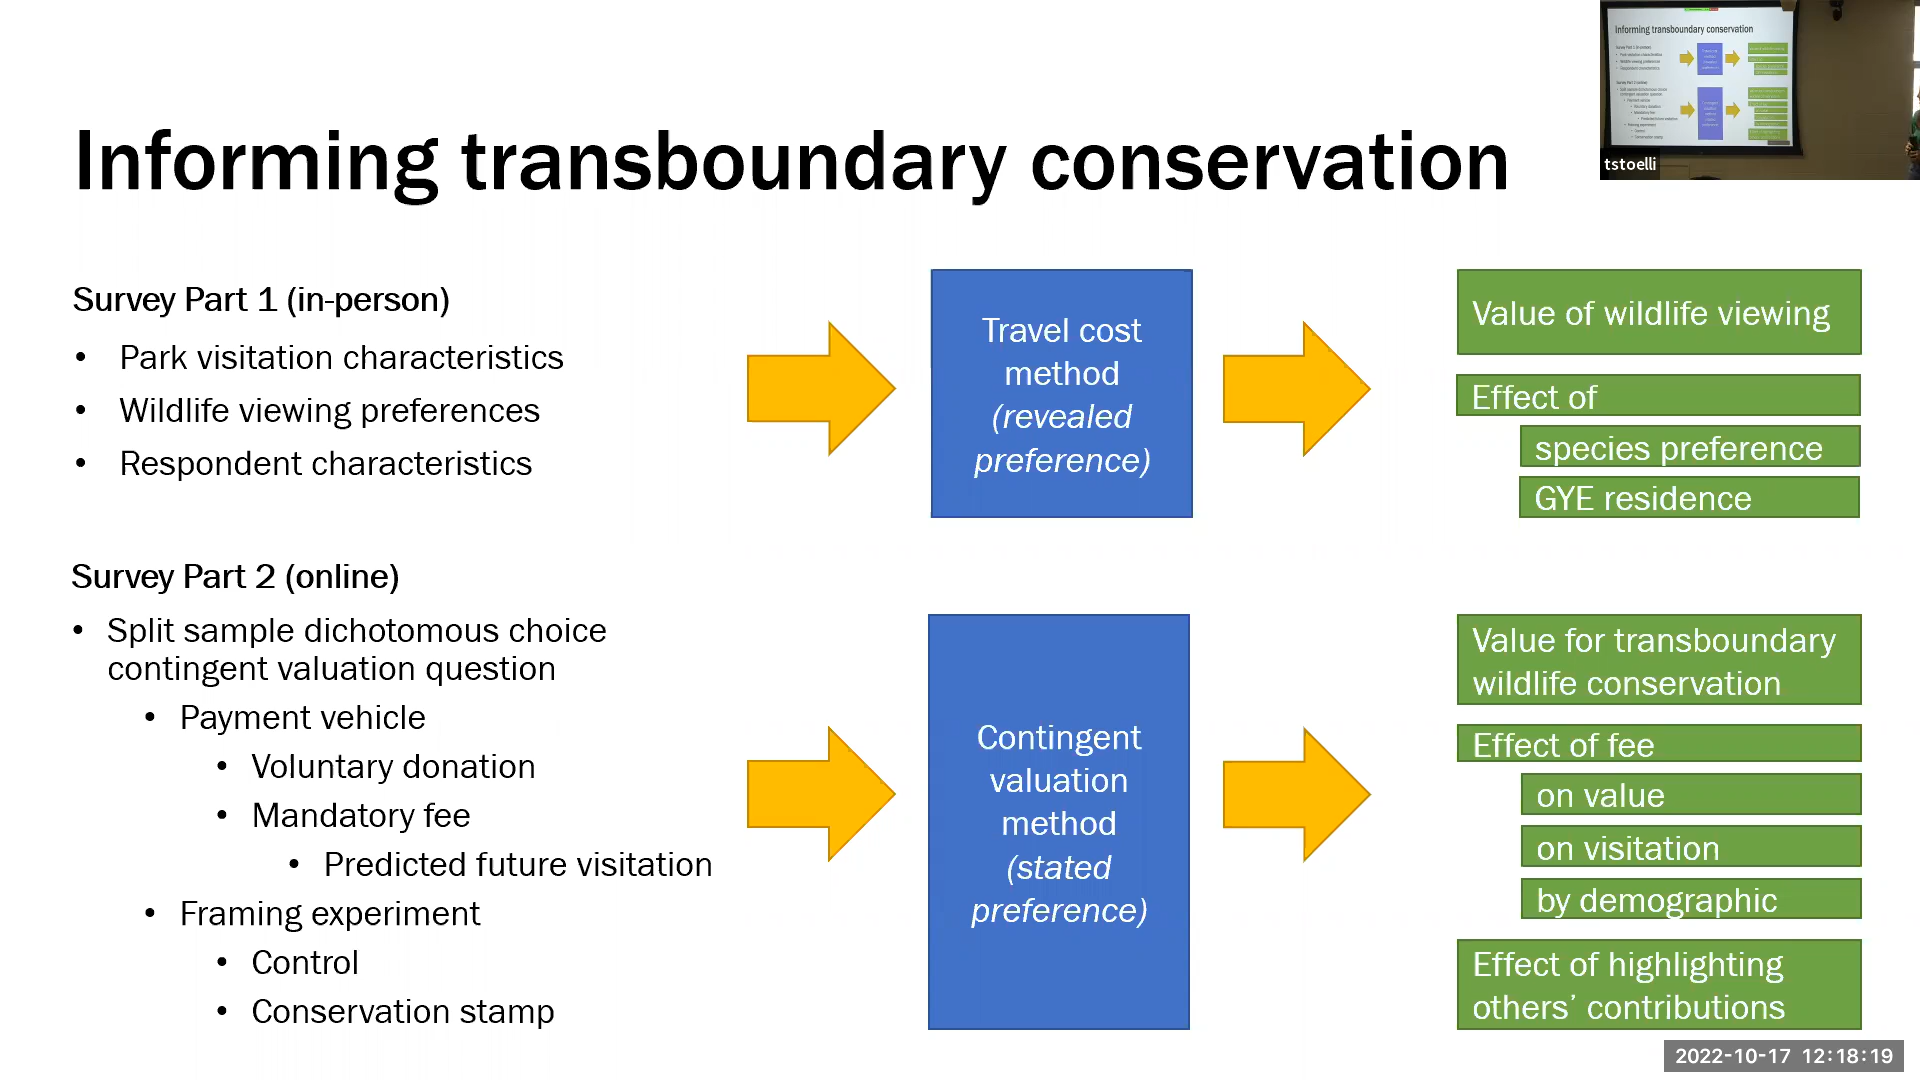 Informing transboundary conservation
tstoelli
Survey Part 1 (in-person)
• Park visitation characteristics
• Wildlife viewing preferences
• Respondent characteristics
Travel cost
method
(revealed
preference)
Value of wildlife viewing
Effect of
species preference
GYE residence
Survey Part 2 (online)
• Split sample dichotomous choice
contingent valuation question
• Payment vehicle
• Voluntary donation
• Mandatory fee
• Predicted future visitation
• Framing experiment
• Control
• Conservation stamp
Contingent
valuation
method
(stated
preference)
Value for transboundary
wildlife conservation
Effect of fee
on value
on visitation
by demographic
Effect of highlighting
others’ contributions
2022-10-17 12:18:19
Informing transboundary conservation